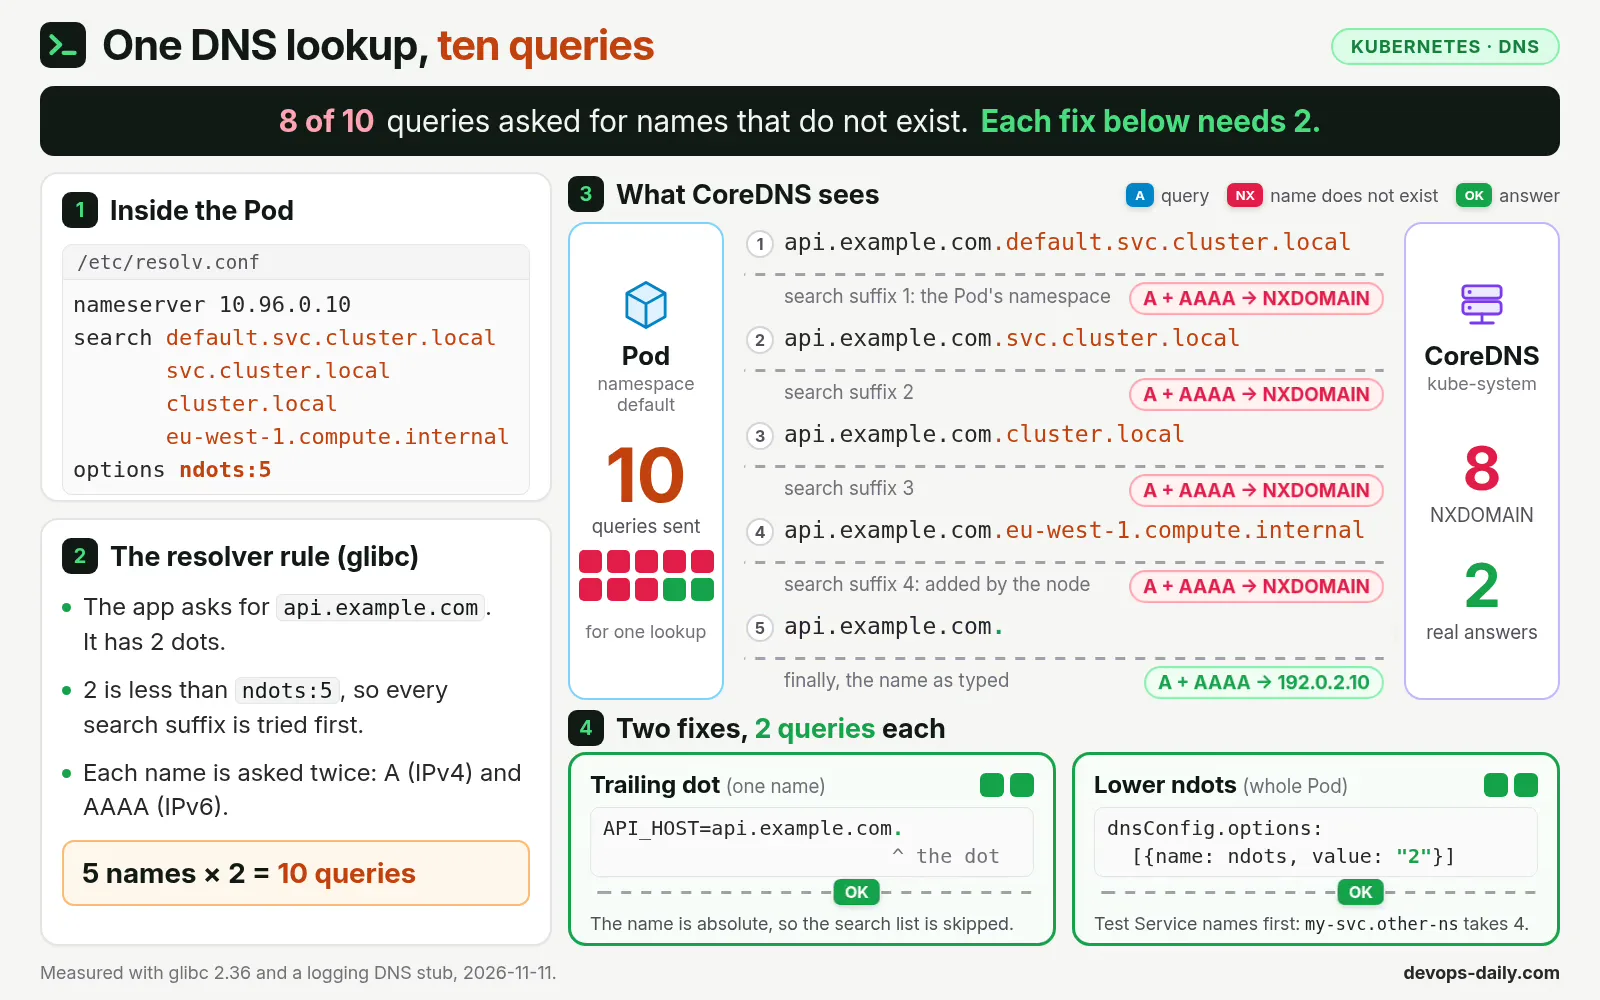 One DNS lookup, ten queries
KUBERNETES · DNS
8 of 10 queries asked for names that do not exist. Each fix below needs 2.
1 Inside the Pod
/etc/resolv.conf
nameserver 10.96.0.10
search default.svc.cluster.local
svc.cluster.local
cluster.local
eu-west-1.compute.internal
options ndots:5
2 The resolver rule (glibc)
• The app asks for api.example.com.
It has 2 dots.
• 2 is less than ndots:5, so every
search suffix is tried first.
• Each name is asked twice: A (IPv4) and
AAAA (IPv6).
5 names × 2 = 10 queries
3 What CoreDNS sees
A query NX name does not exist OK answer
Pod
namespace
default
10
queries sent
for one lookup
1 api.example.com.default.svc.cluster.local
search suffix 1: the Pod's namespace A + AAAA → NXDOMAIN
2 api.example.com.svc.cluster.local
search suffix 2 A + AAAA → NXDOMAIN
3 api.example.com.cluster.local
search suffix 3 A + AAAA → NXDOMAIN
4 api.example.com.eu-west-1.compute.internal
search suffix 4: added by the node A + AAAA → NXDOMAIN
5 api.example.com.
finally, the name as typed A + AAAA → 192.0.2.10
CoreDNS
kube-system
8
NXDOMAIN
2
real answers
4 Two fixes, 2 queries each
Trailing dot (one name)
API_HOST=api.example.com.
^ the dot
OK
The name is absolute, so the search list is skipped.
Lower ndots (whole Pod)
dnsConfig.options:
[{name: ndots, value: "2"}]
OK
Test Service names first: my-svc.other-ns takes 4.
Measured with glibc 2.36 and a logging DNS stub, 2026-11-11.
devops-daily.com